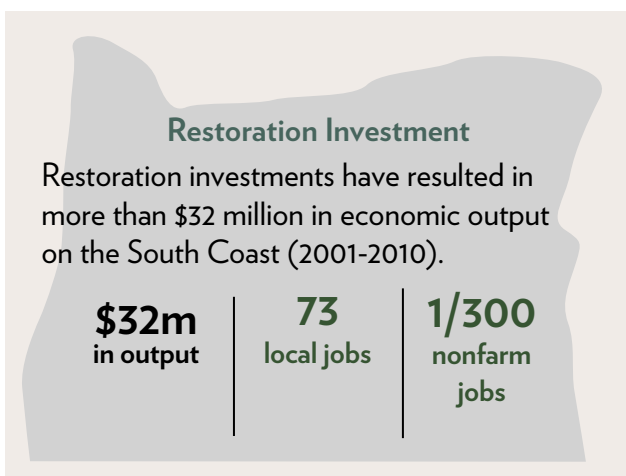 Restoration Investment
Restoration investments have resulted in
more than $32 million in economic output
on the South Coast (2001-2010).
$32m
in output
73
local jobs
1/300
nonfarm
jobs